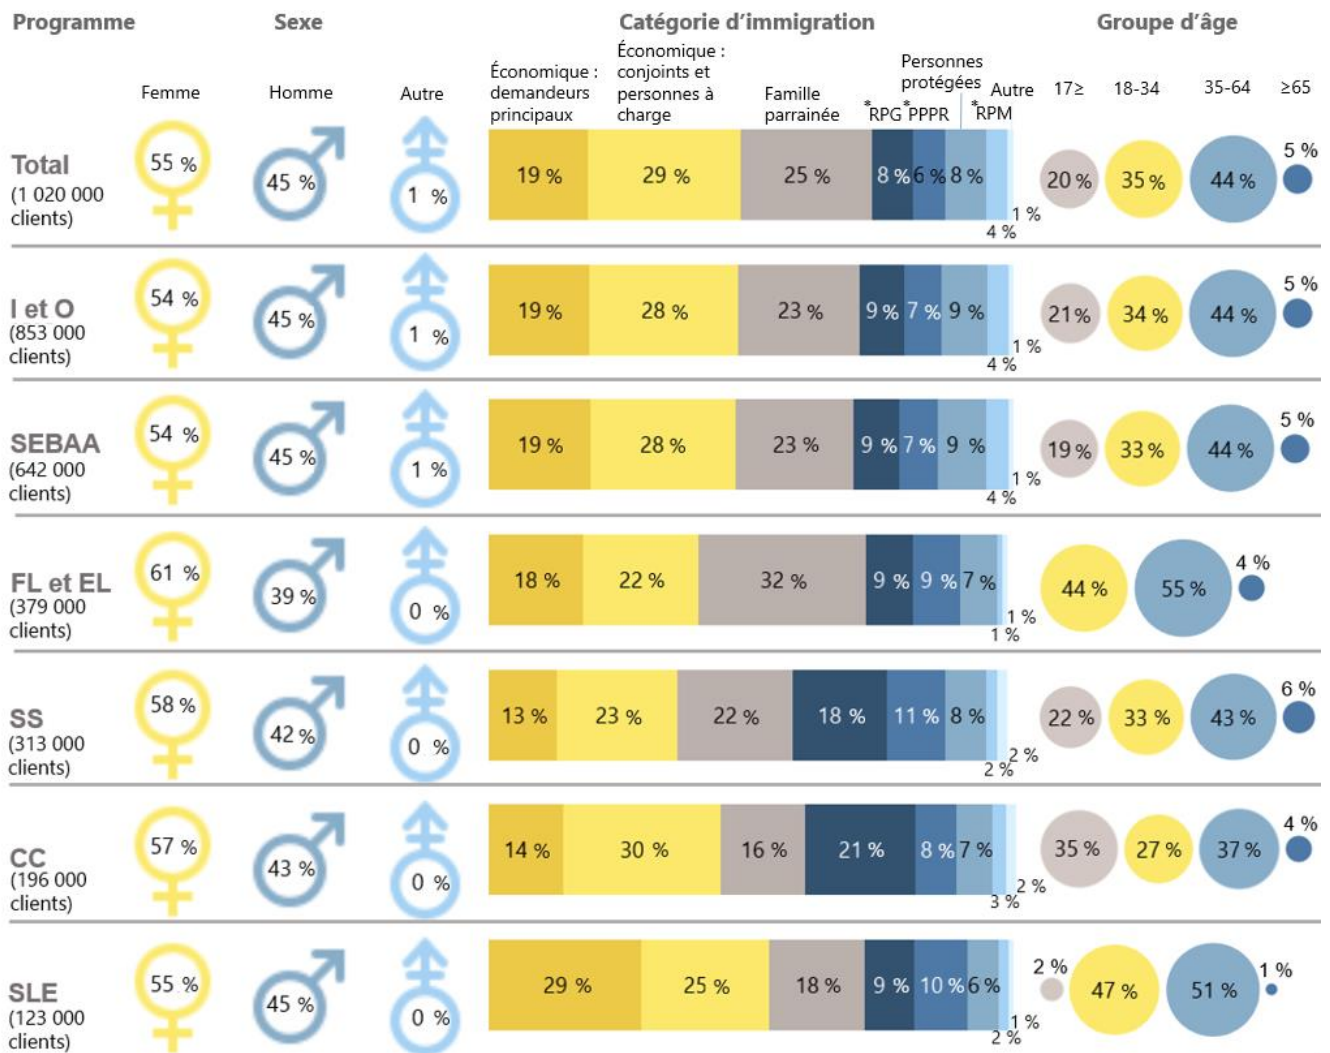 Programme Sexe Catégorie d’immigration Groupe d’âge
Femme Homme Autre
Économique :
demandeurs
principaux
Économique :
conjoints et
personnes à
charge
Famille
parrainée
*RPG *PPPR
Personnes
protégées
*RPM
Autre
17≥ 18-34 35-64 ≥65
Total
(1 020 000
clients)
55 % 45 % 1 % 19 % 29 % 25 % 8 % 6 % 8 % 4 % 1 % 20 % 35 % 44 % 5 %
I et O
(853 000
clients)
54 % 45 % 1 % 19 % 28 % 23 % 9 % 7 % 9 % 4 % 1 % 21 % 34 % 44 % 5 %
SEBAA
(642 000
clients)
54 % 45 % 1 % 19 % 28 % 23 % 9 % 7 % 9 % 4 % 1 % 19 % 33 % 44 % 5 %
FL et EL
(379 000
clients)
61 % 39 % 0 % 18 % 22 % 32 % 9 % 9 % 7 % 1 % 1 % 44 % 55 % 4 %
SS
(313 000
clients)
58 % 42 % 0 % 13 % 23 % 22 % 18 % 11 % 8 % 2 % 2 % 22 % 33 % 43 % 6 %
CC
(196 000
clients)
57 % 43 % 0 % 14 % 30 % 16 % 21 % 8 % 7 % 3 % 2 % 35 % 27 % 37 % 4 %
SLE
(123 000
clients)
55 % 45 % 0 % 29 % 25 % 18 % 9 % 10 % 6 % 2 % 1 % 2 % 47 % 51 % 1 %